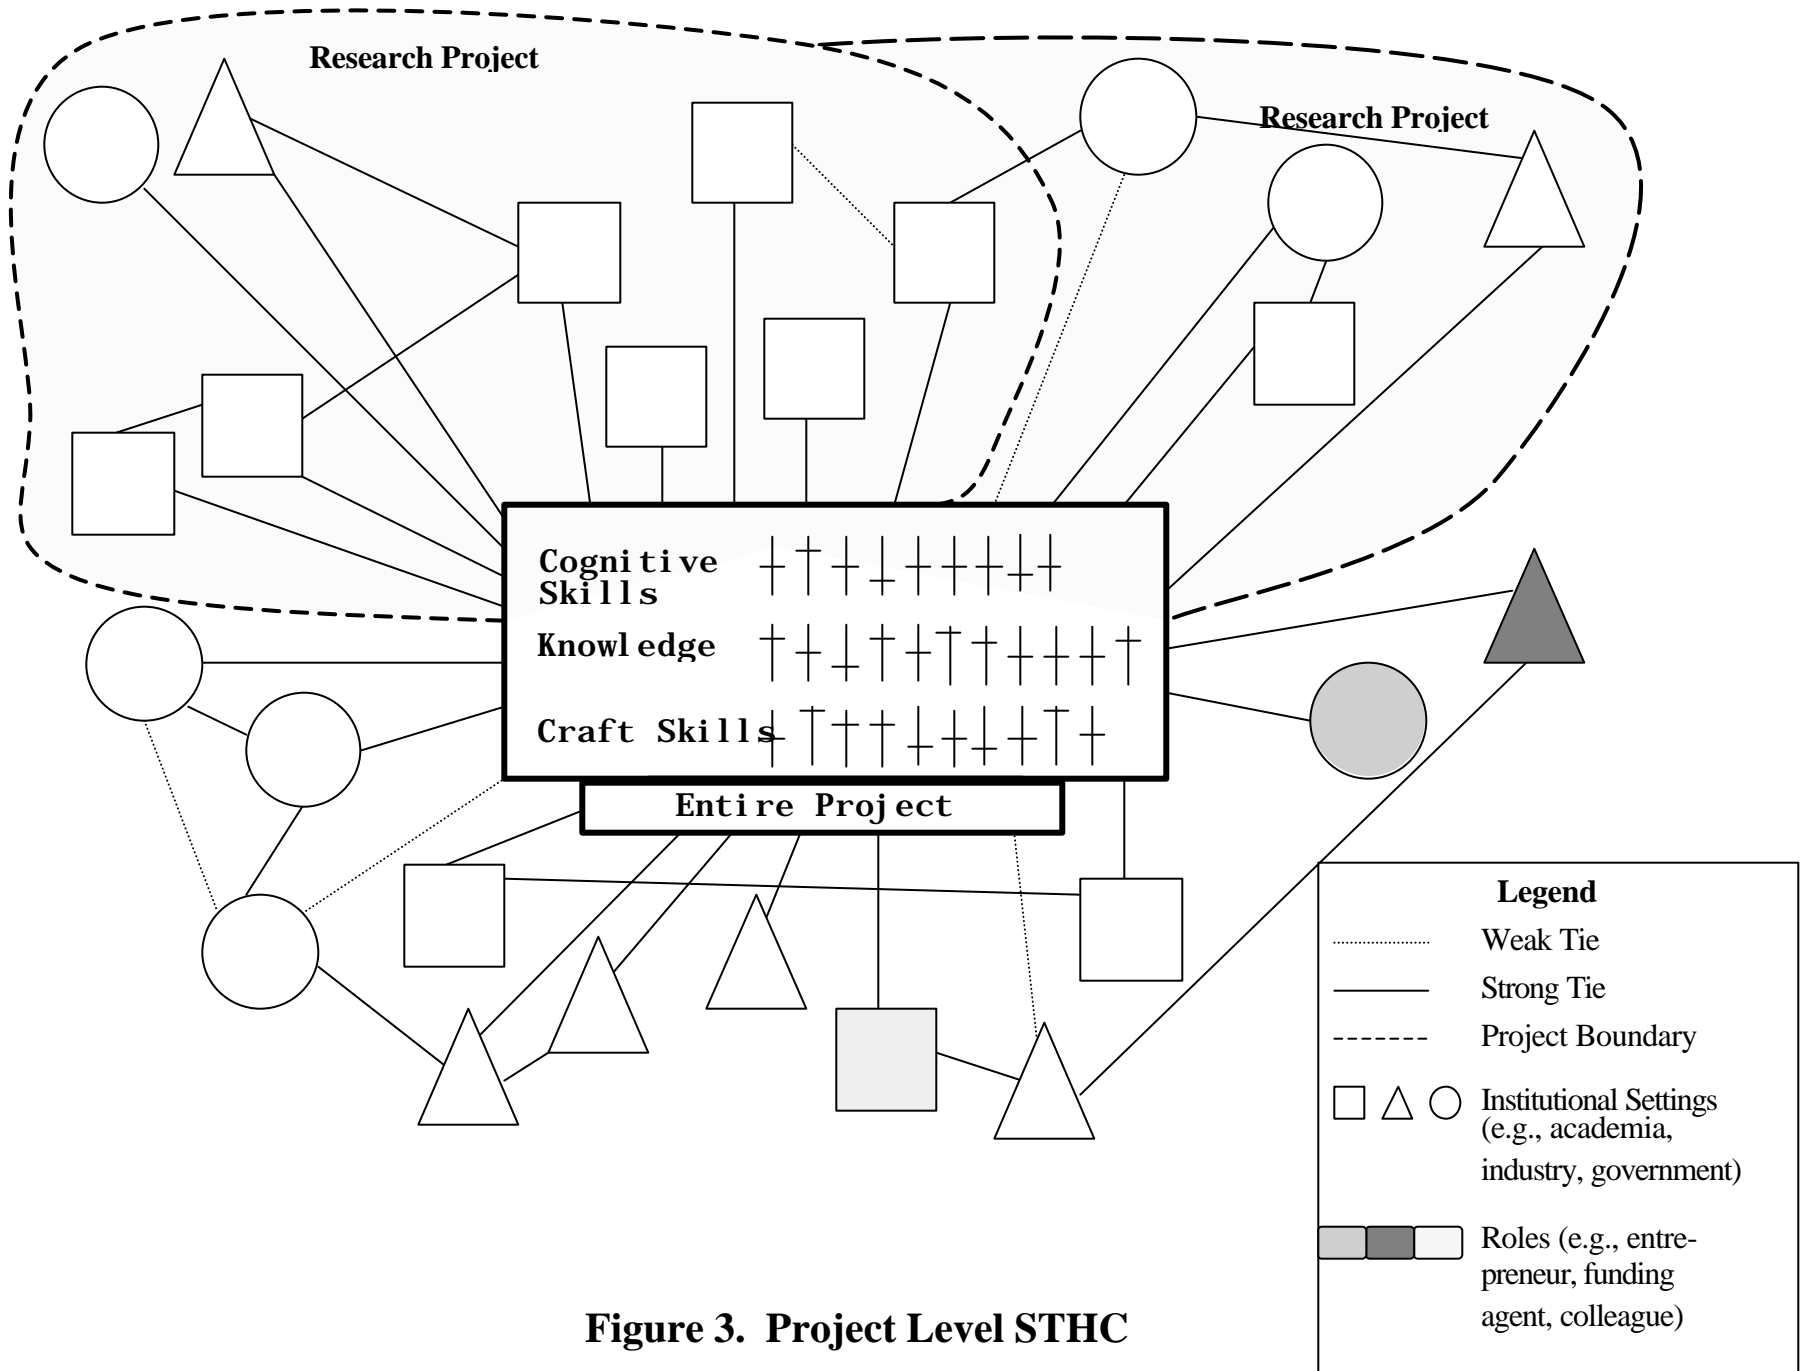 Research Project
Research Project
Cognitive
Skills
Knowledge
Craft Skills
Entire Project
Legend
Weak Tie
Strong Tie
Project Boundary
Institutional Settings
(e.g., academia,
industry, government)
Roles (e.g., entre-
preneur, funding
agent, colleague)
Figure 3. Project Level STHC